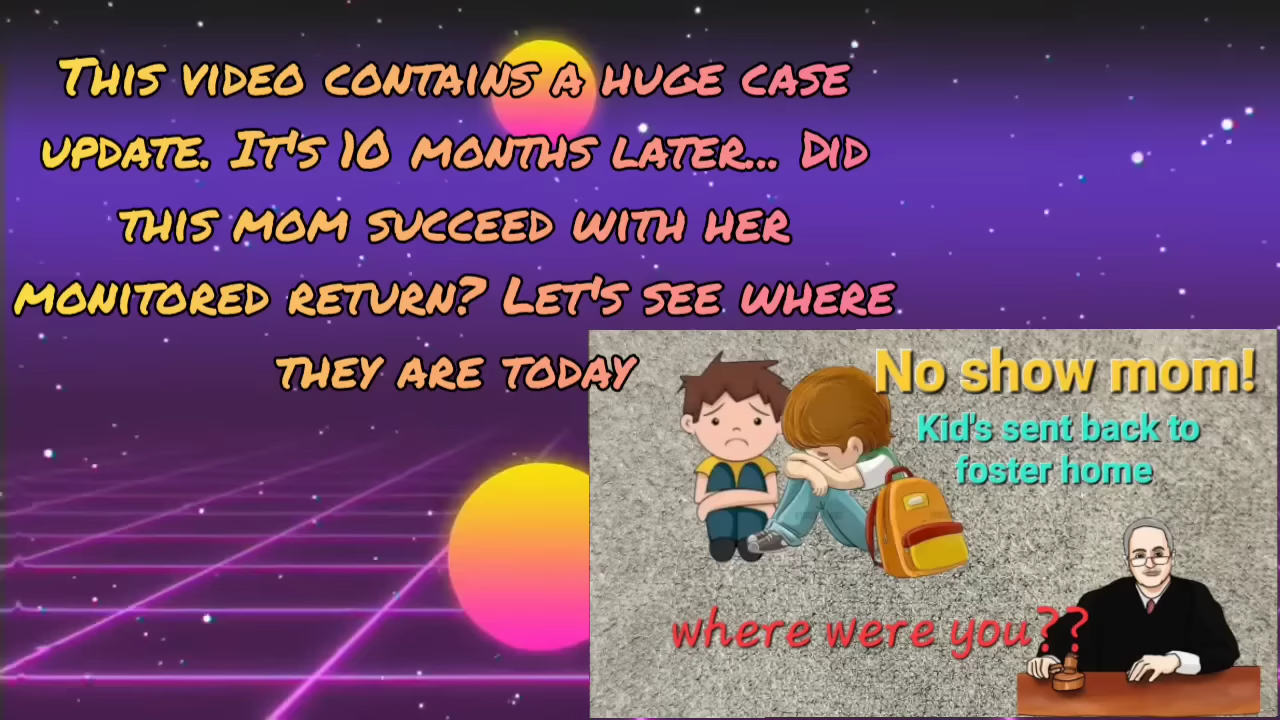 This video contains a huge case
update. It's 10 months later... Did
this mom succeed with her
monitored return? Let's see where
they are today
No show mom!
Kid's sent back to
foster home
where were you??